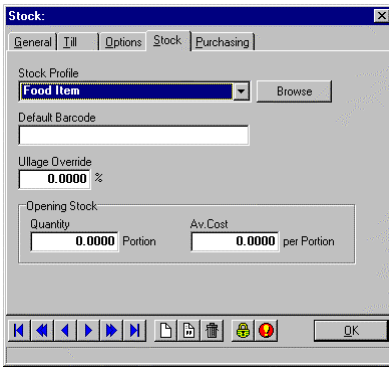 Stock:
General Till Options Stock Purchasing
Stock Profile
Food Item Browse
Default Barcode
Ullage Override
0.0000 %
Opening Stock
Quantity Av.Cost
0.0000 Portion 0.0000 per Portion
OK